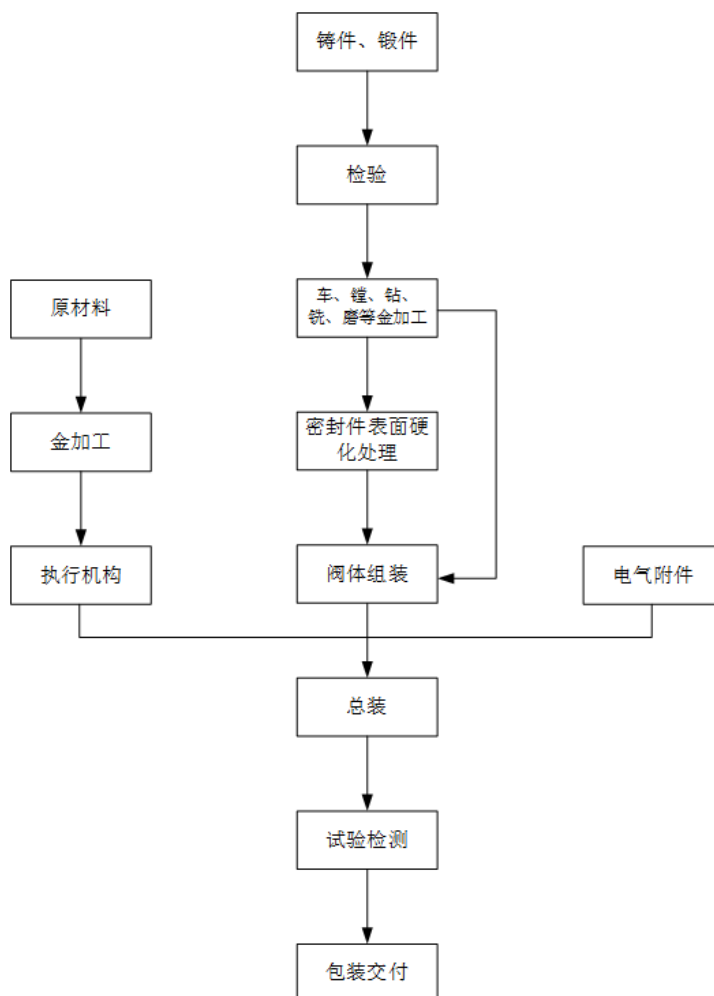 铸件、锻件
检验
原材料
车、镗、钻、
铣、磨等金加工
金加工
密封件表面硬
化处理
执行机构
阀体组装
电气附件
总装
试验检测
包装交付